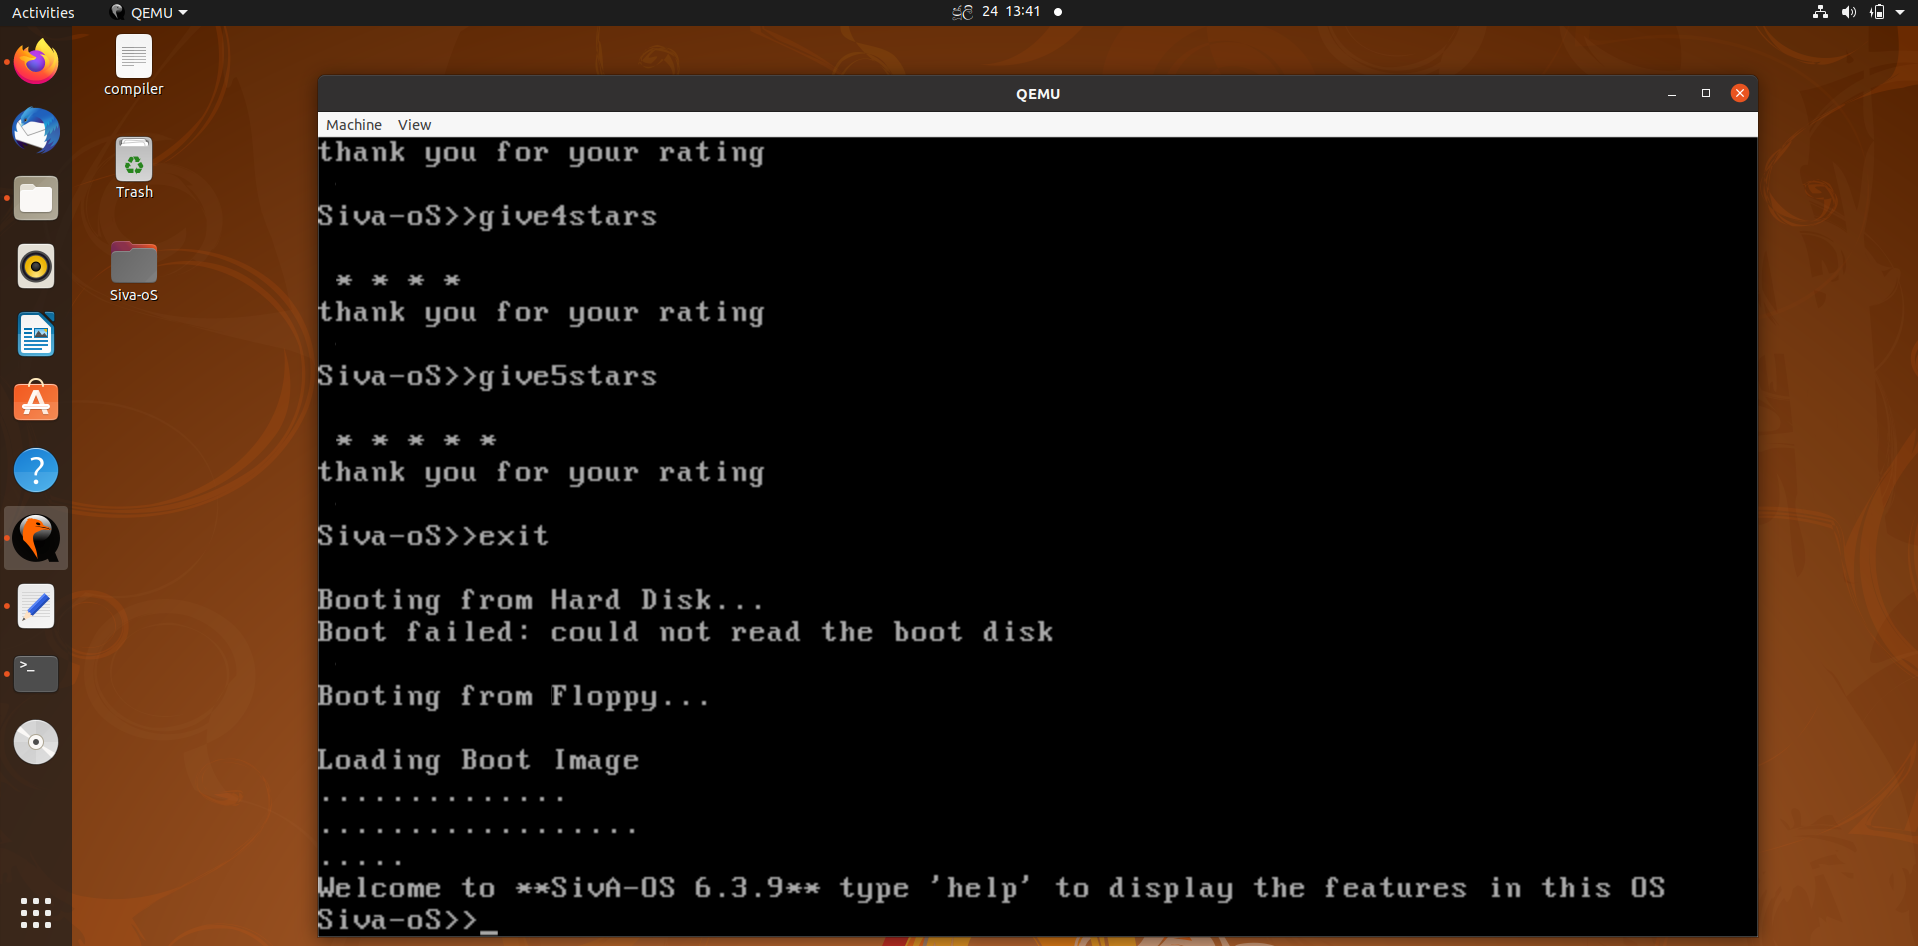 Activities
QEMU
ජූලි 24 13:41
compiler
Trash
Siva-oS
QEMU
Machine View
thank you for your rating
Siva-oS>>give4stars
* * * *
thank you for your rating
Siva-oS>>give5stars
* * * * *
thank you for your rating
Siva-oS>>exit
Booting from Hard Disk...
Boot failed: could not read the boot disk
Booting from Floppy...
Loading Boot Image
..............
..................
.....
Welcome to **SivA-OS 6.3.9** type 'help' to display the features in this OS
Siva-oS>>_